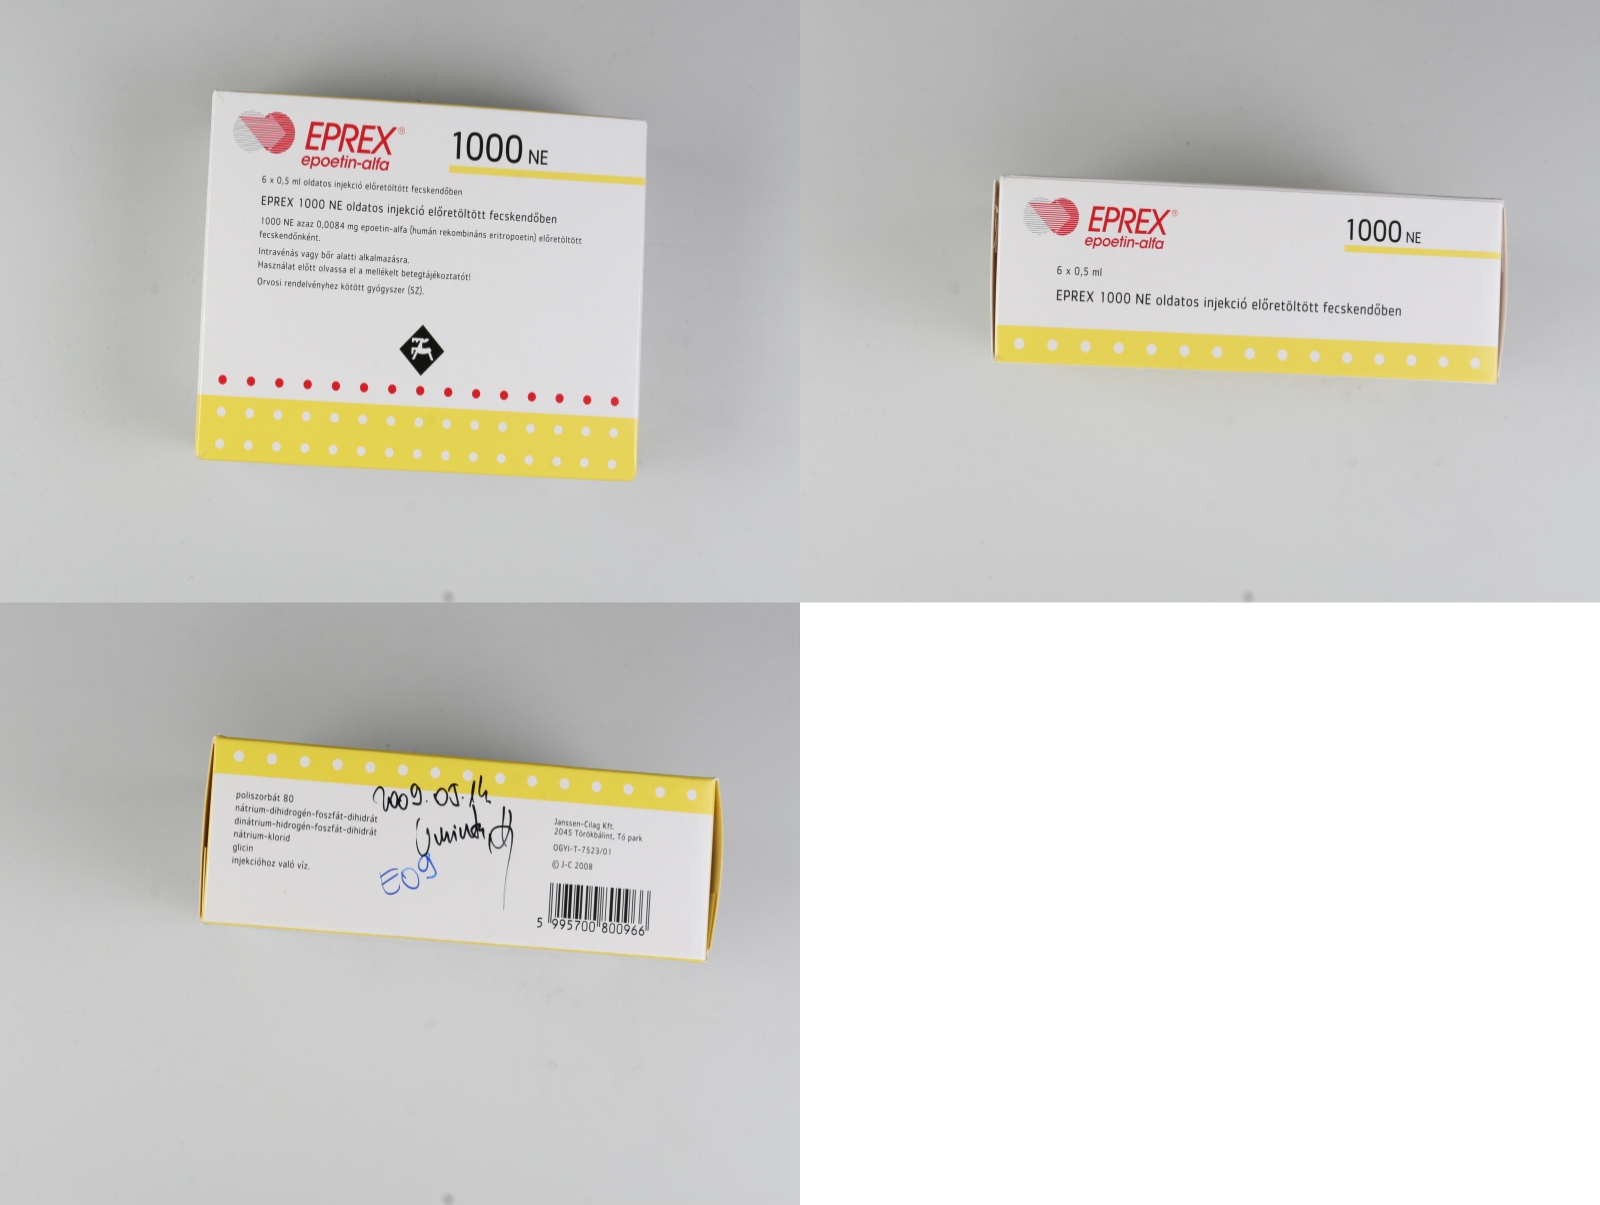 EPREX®
epoetin-alfa
1000 NE
6 x 0,5 ml oldatos injekció előretöltött fecskendőben
EPREX 1000 NE oldatos injekció előretöltött fecskendőben
1000 NE azaz 0,0084 mg epoetin-alfa (humán rekombináns eritropoetin) előretöltött
fecskendőnként.
Intravénás vagy bőr alatti alkalmazásra.
Használat előtt olvassa el a mellékelt betegtájékoztatót!
Orvosi rendelvényhez kötött gyógyszer (SZ).
EPREX®
epoetin-alfa
1000 NE
6 x 0,5 ml
EPREX 1000 NE oldatos injekció előretöltött fecskendőben
poliszorbát 80
nátrium-dihidrogén-foszfát-dihidrát
dinátrium-hidrogén-foszfát-dihidrát
nátrium-klorid
glicin
injekcióhoz való víz.
2009.05.14
E09
Janssen-Cilag Kft.
2045 Törökbálint, Tó park
OGYI-T-7523/01
© J-C 2008
5 995700 800966